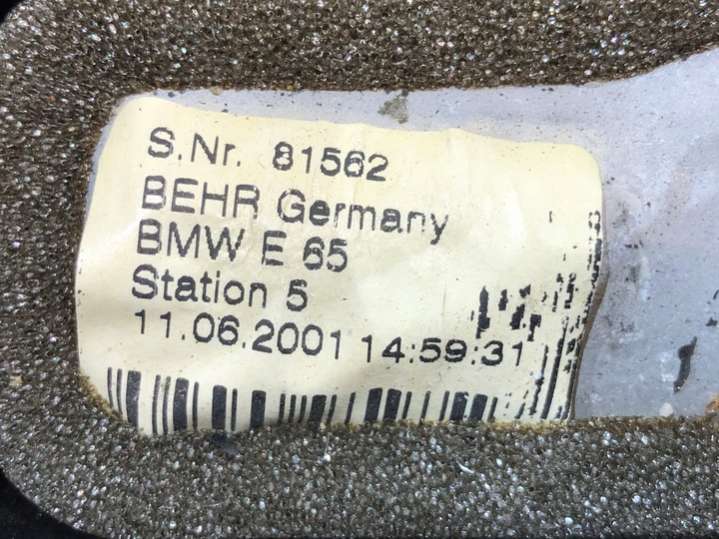 S.Nr. 81562
BEHR Germany
BMW E 65
Station 5
11.06.2001 14:59:31